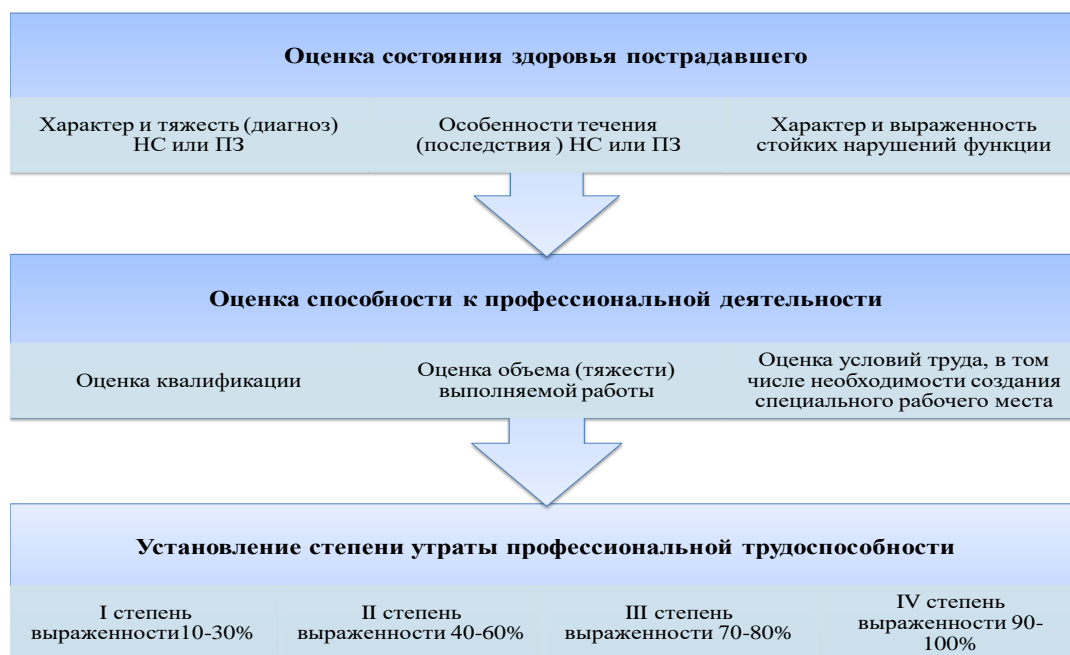 Оценка состояния здоровья пострадавшего
Характер и тяжесть (диагноз)
НС или ПЗ
Особенности течения
(последствия ) НС или ПЗ
Характер и выраженность
стойких нарушений функции
Оценка способности к профессиональной деятельности
Оценка квалификации
Оценка объема (тяжести)
выполняемой работы
Оценка условий труда, в том
числе необходимости создания
специального рабочего места
Установление степени утраты профессиональной трудоспособности
I степень
выраженности10-30%
II степень
выраженности 40-60%
III степень
выраженности 70-80%
IV степень
выраженности 90-
100%